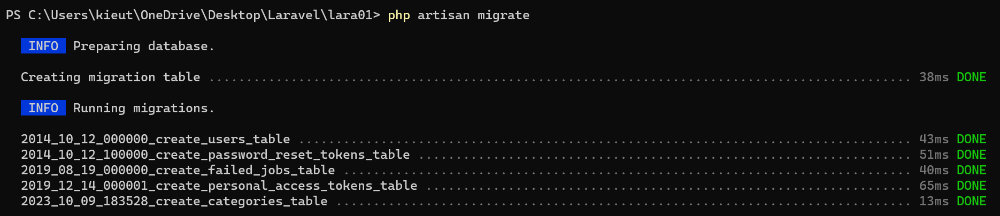 PS C:\Users\kieut\OneDrive\Desktop\Laravel\lara01> php artisan migrate
INFO Preparing database.
Creating migration table .............................................................................................. 38ms DONE
INFO Running migrations.
2014_10_12_000000_create_users_table .................................................................................. 43ms DONE
2014_10_12_100000_create_password_reset_tokens_table .................................................................. 51ms DONE
2019_08_19_000000_create_failed_jobs_table ............................................................................ 40ms DONE
2019_12_14_000001_create_personal_access_tokens_table ................................................................. 65ms DONE
2023_10_09_183528_create_categories_table ............................................................................. 13ms DONE